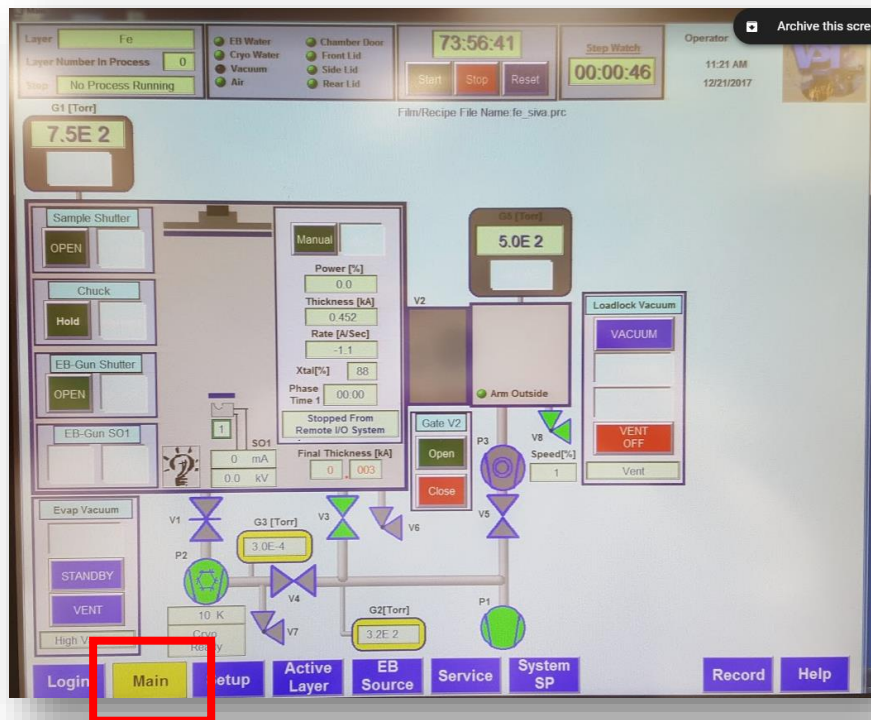 Layer Fe
Layer Number In Process 0
Step No Process Running
EB Water
Cryo Water
Vacuum
Air
Chamber Door
Front Lid
Side Lid
Rear Lid
73:56:41
Start Stop Reset
Step Watch
00:00:46
Operator
11:21 AM
12/21/2017
Archive this scre
Film/Recipe File Name:fe_siva.prc
G1 [Torr]
7.5E 2
Sample Shutter
OPEN
Chuck
Hold
EB-Gun Shutter
OPEN
EB-Gun SO1
Manual
Power [%]
0.0
Thickness [kA]
0.452
Rate [A/Sec]
-1.1
Xtal[%] 88
Phase
Time 1 00:00
Stopped From
Remote I/O System
Final Thickness [kA]
0 . 003
1
SO1
0 mA
0.0 kV
V2
G5 [Torr]
5.0E 2
Arm Outside
Gate V2
Open
Close
Loadlock Vacuum
VACUUM
VENT
OFF
Vent
P3
V8
Speed[%]
1
V5
Evap Vacuum
STANDBY
VENT
V1
G3 [Torr]
3.0E-4
V3
V6
P2
V4
10 K
Cryo
Ready
V7
G2[Torr]
3.2E 2
P1
Login
Main
Setup
Active
Layer
EB
Source
Service
System
SP
Record
Help